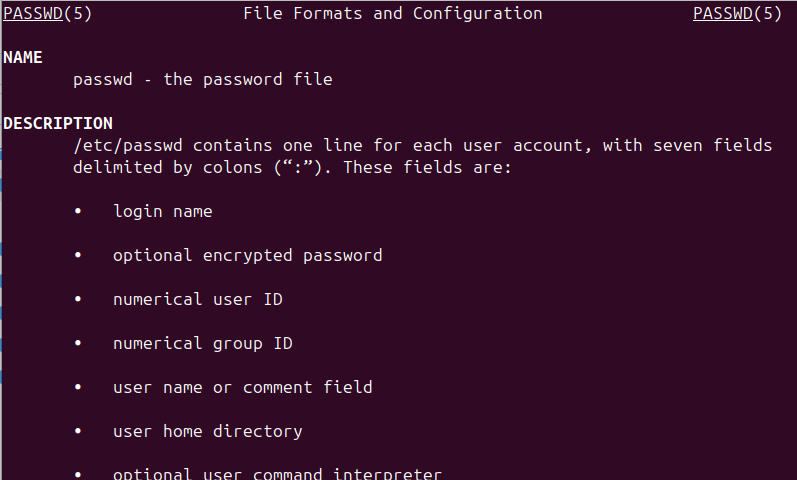 PASSWD(5) File Formats and Configuration PASSWD(5)
NAME
passwd - the password file
DESCRIPTION
/etc/passwd contains one line for each user account, with seven fields
delimited by colons (“:”). These fields are:
• login name
• optional encrypted password
• numerical user ID
• numerical group ID
• user name or comment field
• user home directory
• optional user command interpreter